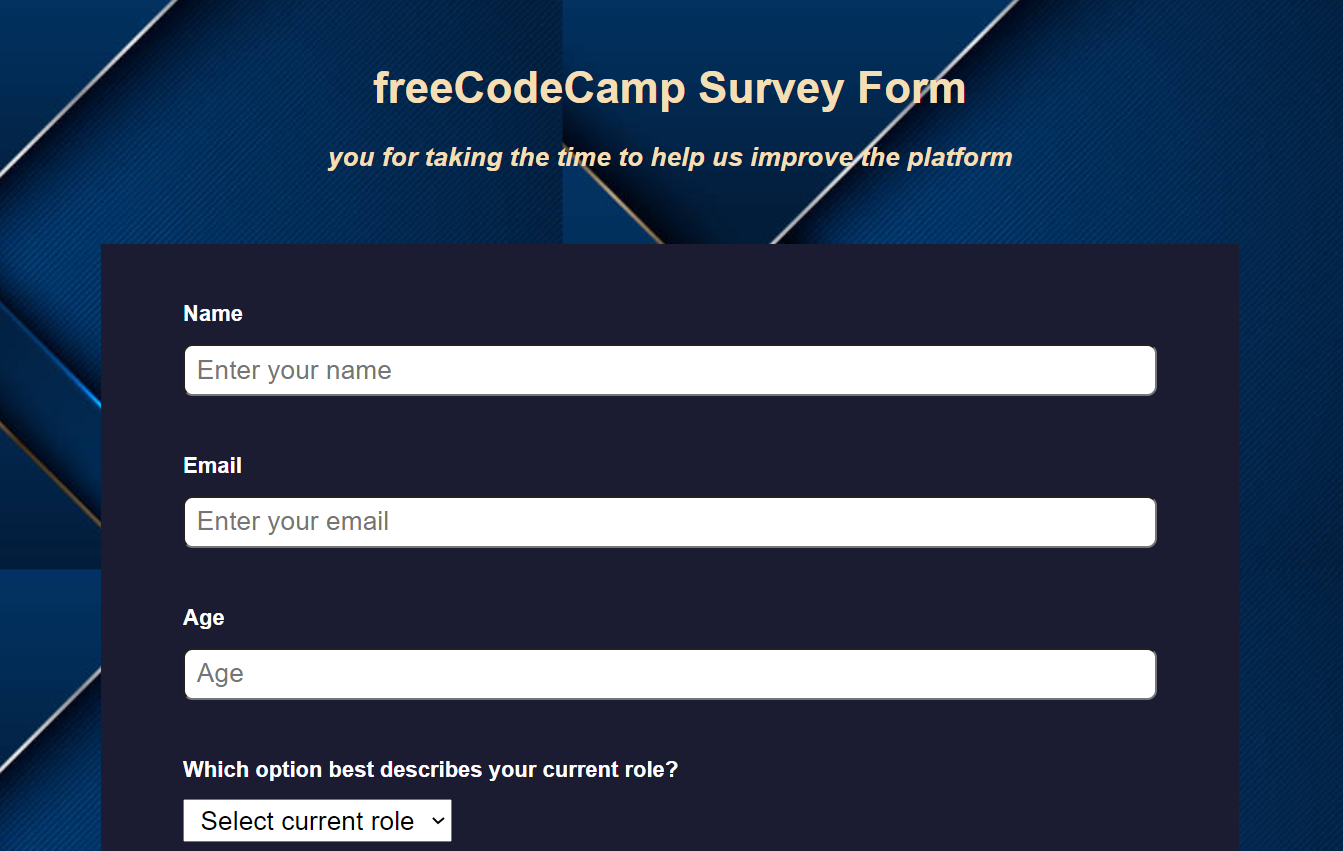 freeCodeCamp Survey Form
you for taking the time to help us improve the platform
Name
Enter your name
Email
Enter your email
Age
Age
Which option best describes your current role?
Select current role